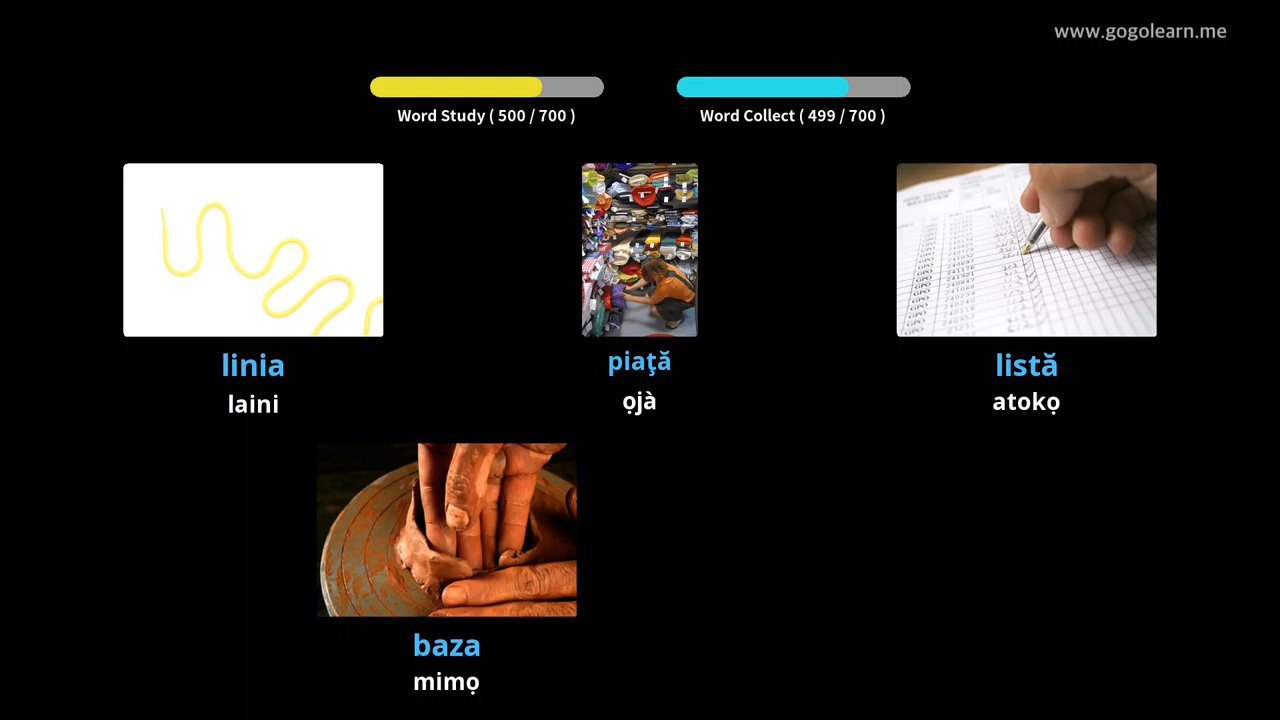 www.gogolearn.me
Word Study ( 500 / 700 )
Word Collect ( 499 / 700 )
linia
laini
piaţă
ọjà
listă
atokọ
baza
mimọ